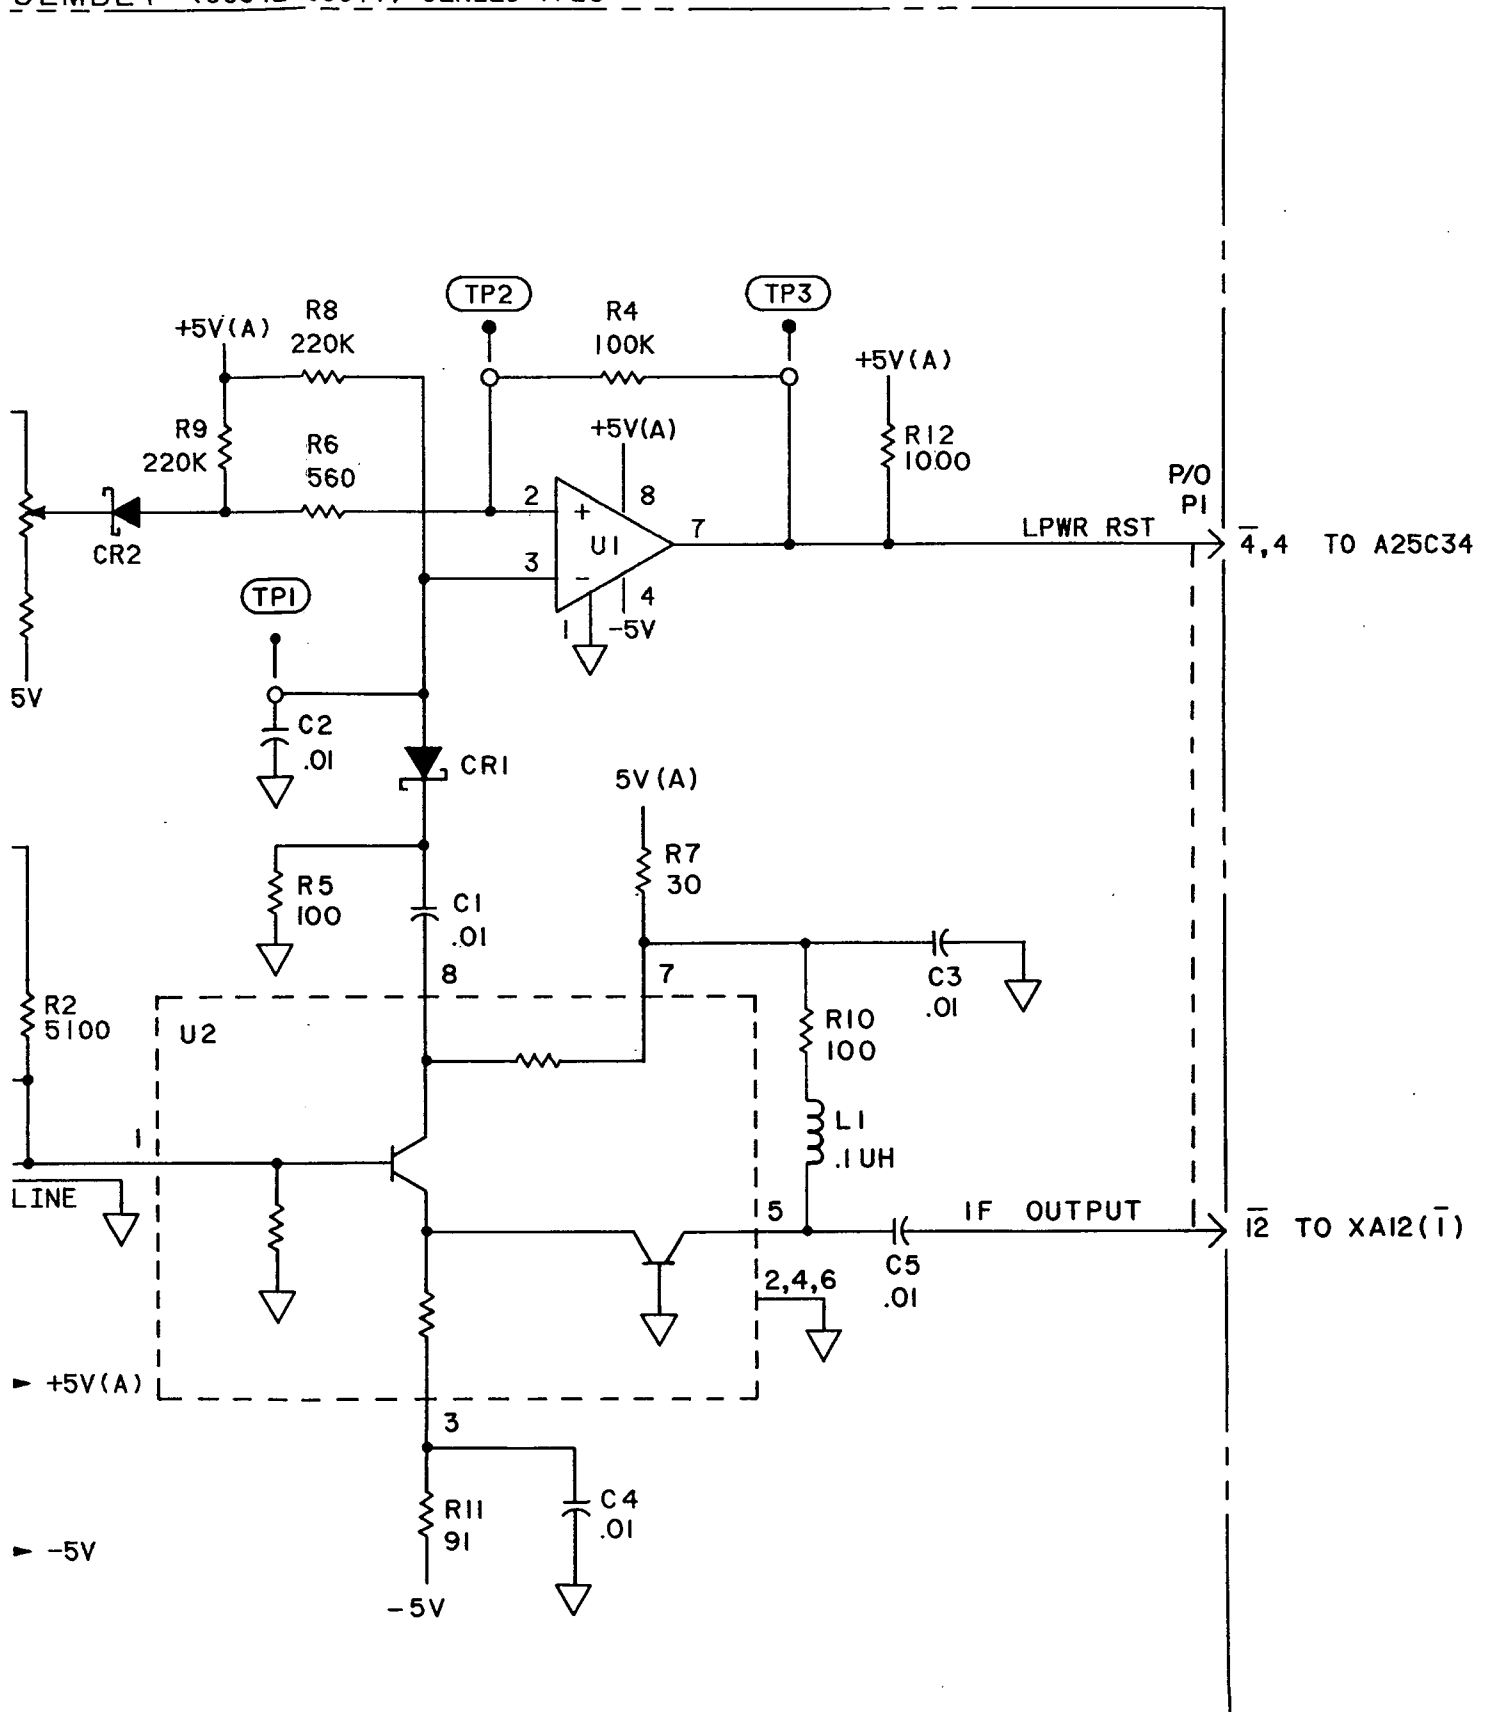 TP2
TP3
+5V(A)
R8
220K
R4
100K
+5V(A)
R9
220K
R6
560
+5V(A)
R12
1000
P/O
P1
2
+
8
U1
7
LPWR RST
4̅,4 TO A25C34
CR2
3
-
4
TP1
1
-5V
5V
C2
.01
CR1
5V(A)
R7
30
R5
100
C1
.01
8
7
C3
.01
R2
5100
U2
R10
100
1
L1
.1UH
LINE
5
IF OUTPUT
1̅2̅ TO XA12(1̅)
C5
.01
2,4,6
+5V(A)
3
R11
91
C4
.01
-5V
-5V